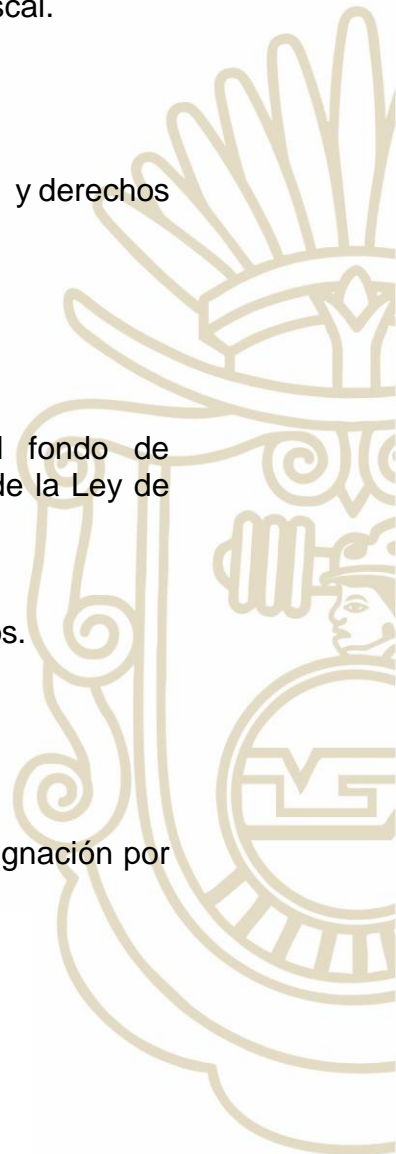 scal.
y derechos
fondo de
de la Ley de
os.
gnación por